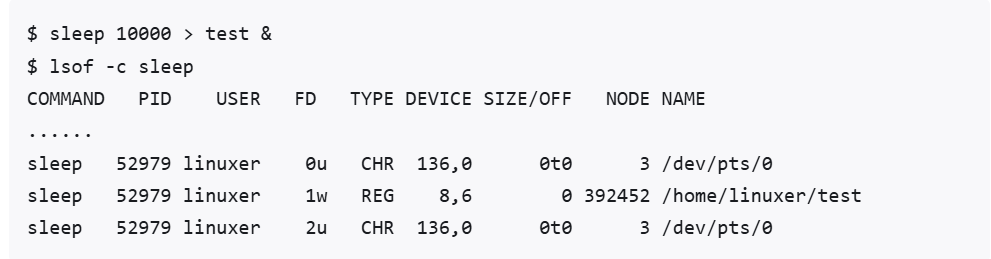 $ sleep 10000 > test &
$ lsof -c sleep
COMMAND   PID    USER   FD   TYPE DEVICE SIZE/OFF   NODE NAME
......
sleep   52979 linuxer    0u   CHR  136,0      0t0      3 /dev/pts/0
sleep   52979 linuxer    1w   REG    8,6        0 392452 /home/linuxer/test
sleep   52979 linuxer    2u   CHR  136,0      0t0      3 /dev/pts/0